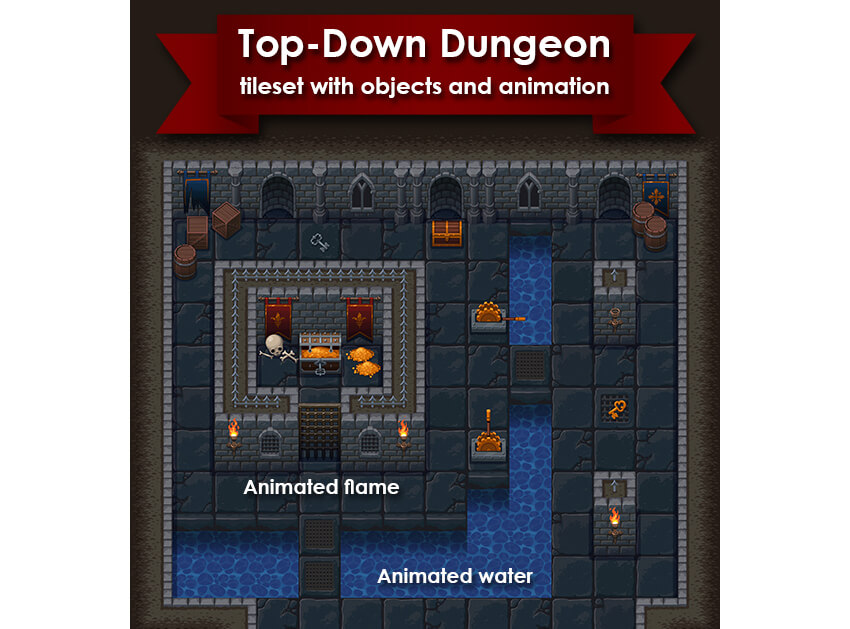 Top-Down Dungeon
tileset with objects and animation
Animated flame
Animated water